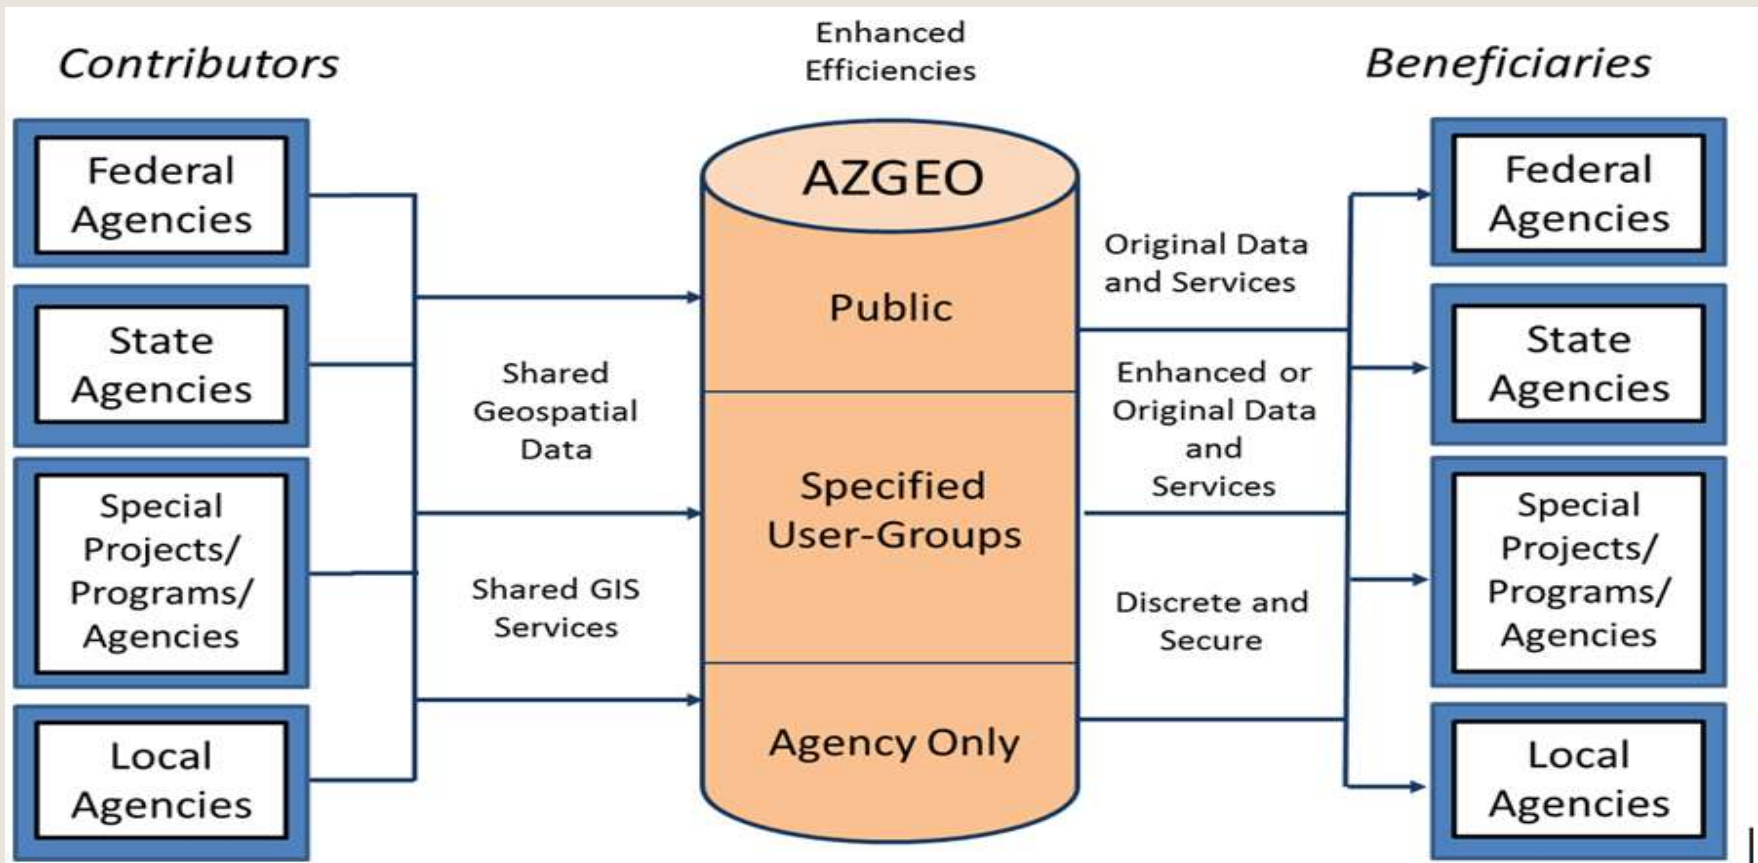 Contributors
Enhanced
Efficiencies
Beneficiaries
Federal
Agencies
State
Agencies
Special
Projects/
Programs/
Agencies
Local
Agencies
Shared
Geospatial
Data
Shared GIS
Services
AZGEO
Public
Specified
User-Groups
Agency Only
Original Data
and Services
Enhanced or
Original Data
and
Services
Discrete and
Secure
Federal
Agencies
State
Agencies
Special
Projects/
Programs/
Agencies
Local
Agencies